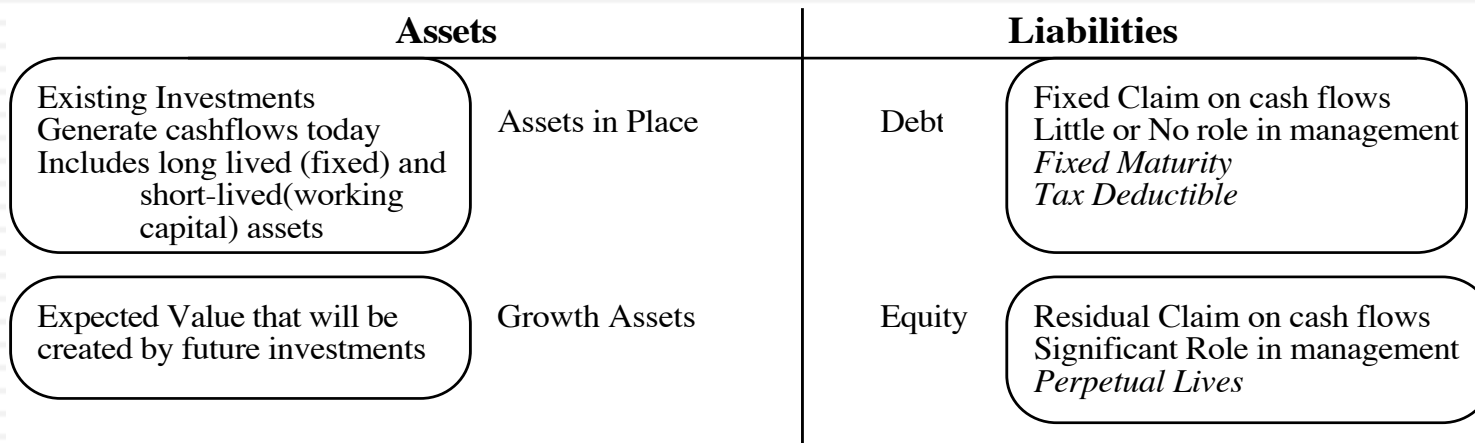 Assets
Liabilities
Existing Investments
Generate cashflows today
Includes long lived (fixed) and
short-lived(working
capital) assets
Assets in Place
Debt
Fixed Claim on cash flows
Little or No role in management
Fixed Maturity
Tax Deductible
Expected Value that will be
created by future investments
Growth Assets
Equity
Residual Claim on cash flows
Significant Role in management
Perpetual Lives